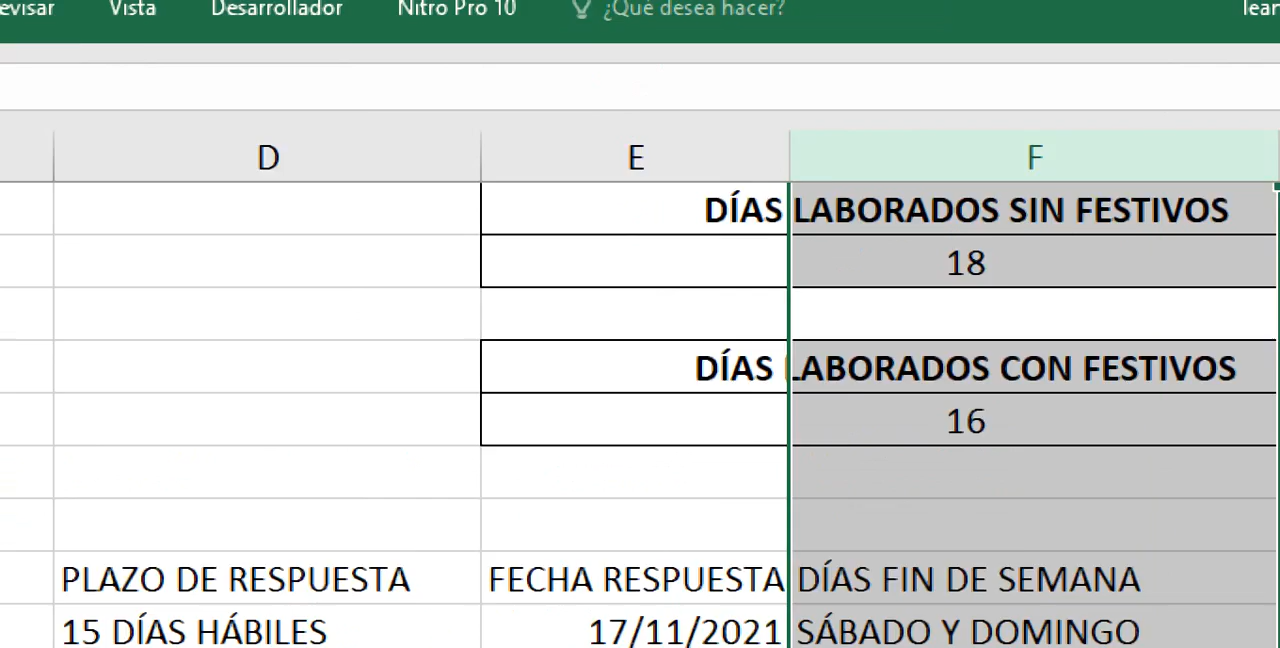 evisar Vista Desarrollador Nitro Pro 10 ¿Qué desea hacer? lean
D E F
DÍAS LABORADOS SIN FESTIVOS
18
DÍAS LABORADOS CON FESTIVOS
16
PLAZO DE RESPUESTA FECHA RESPUESTA DÍAS FIN DE SEMANA
15 DÍAS HÁBILES 17/11/2021 SÁBADO Y DOMINGO